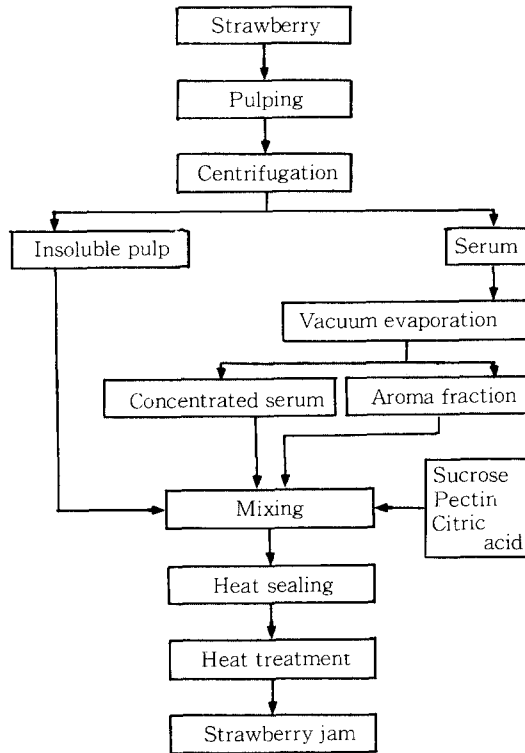 Strawberry
Pulping
Centrifugation
Insoluble pulp
Serum
Vacuum evaporation
Concentrated serum
Aroma fraction
Sucrose
Pectin
Citric
acid
Mixing
Heat sealing
Heat treatment
Strawberry jam